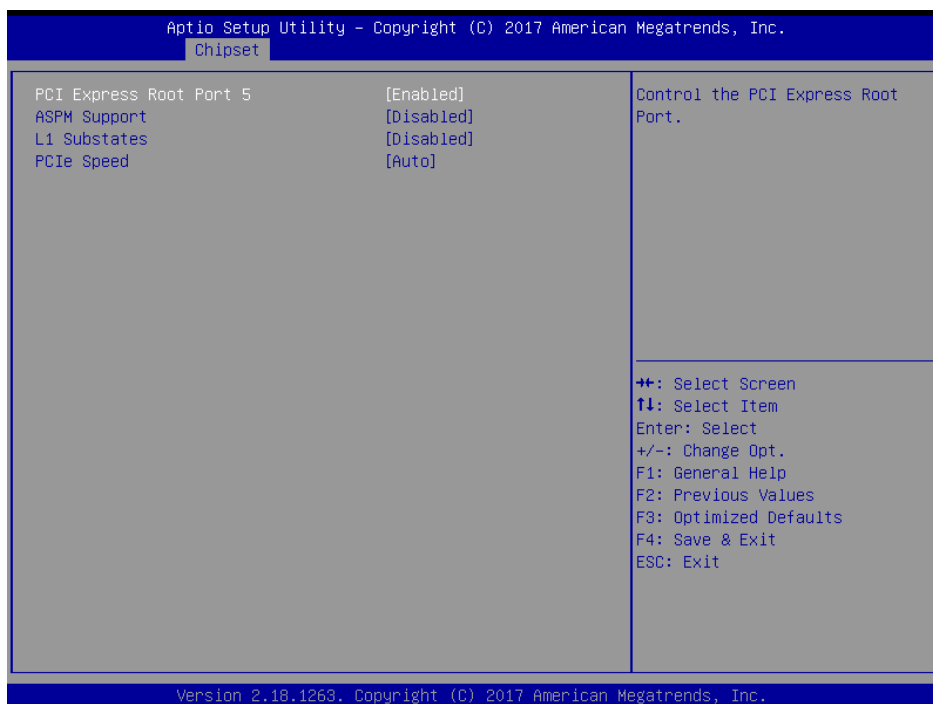 Aptio Setup Utility – Copyright (C) 2017 American Megatrends, Inc.
Chipset
PCI Express Root Port 5 [Enabled]
ASPM Support [Disabled]
L1 Substates [Disabled]
PCIe Speed [Auto]
Control the PCI Express Root
Port.
→←: Select Screen
↑↓: Select Item
Enter: Select
+/-: Change Opt.
F1: General Help
F2: Previous Values
F3: Optimized Defaults
F4: Save & Exit
ESC: Exit
Version 2.18.1263. Copyright (C) 2017 American Megatrends, Inc.